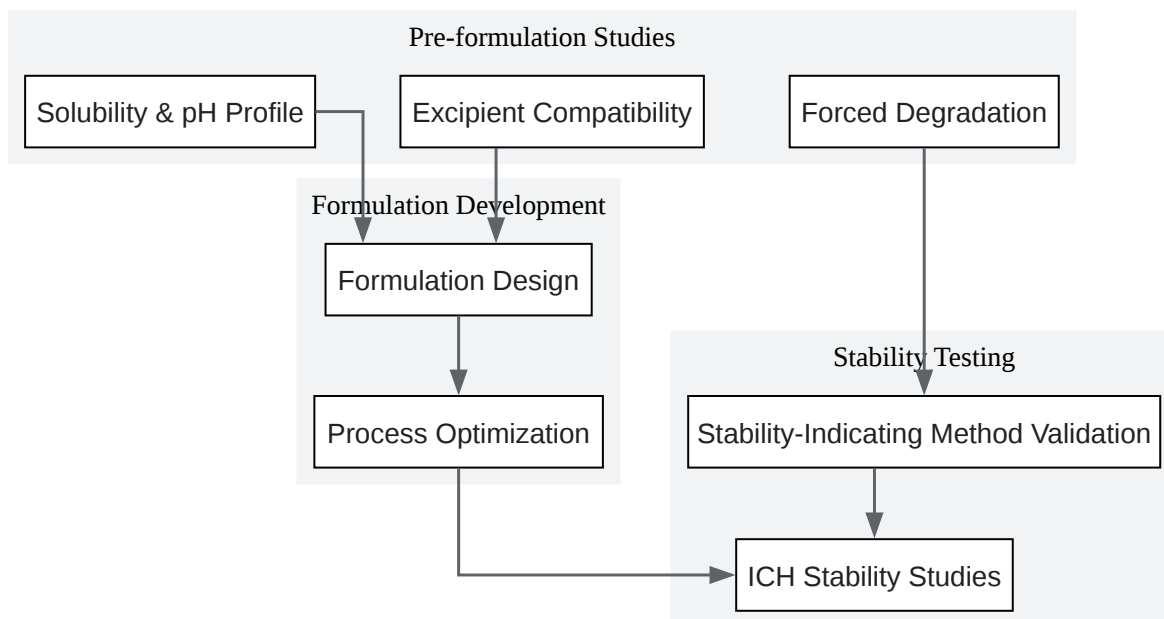 Pre-formulation Studies
Solubility & pH Profile
Excipient Compatibility
Forced Degradation
Formulation Development
Formulation Design
Process Optimization
Stability Testing
Stability-Indicating Method Validation
ICH Stability Studies